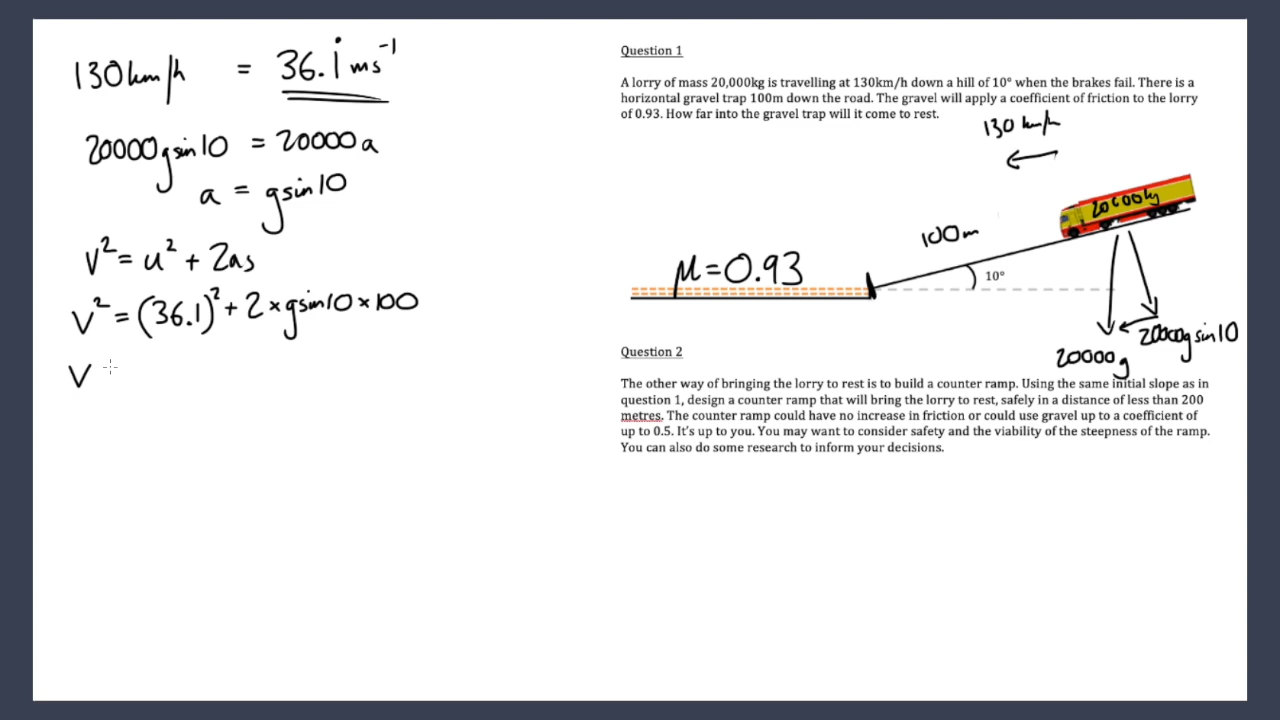 130km/h = 36.1̇ ms⁻¹
20000gsin10 = 20000a
a = gsin10
V² = u² + 2as
V² = (36.1)² + 2 × gsin10 × 100
V
Question 1
A lorry of mass 20,000kg is travelling at 130km/h down a hill of 10° when the brakes fail. There is a
horizontal gravel trap 100m down the road. The gravel will apply a coefficient of friction to the lorry
of 0.93. How far into the gravel trap will it come to rest.
130 km/h
20000kg
100m
μ=0.93
10°
20000gsin10
20000g
Question 2
The other way of bringing the lorry to rest is to build a counter ramp. Using the same initial slope as in
question 1, design a counter ramp that will bring the lorry to rest, safely in a distance of less than 200
metres. The counter ramp could have no increase in friction or could use gravel up to a coefficient of
up to 0.5. It's up to you. You may want to consider safety and the viability of the steepness of the ramp.
You can also do some research to inform your decisions.